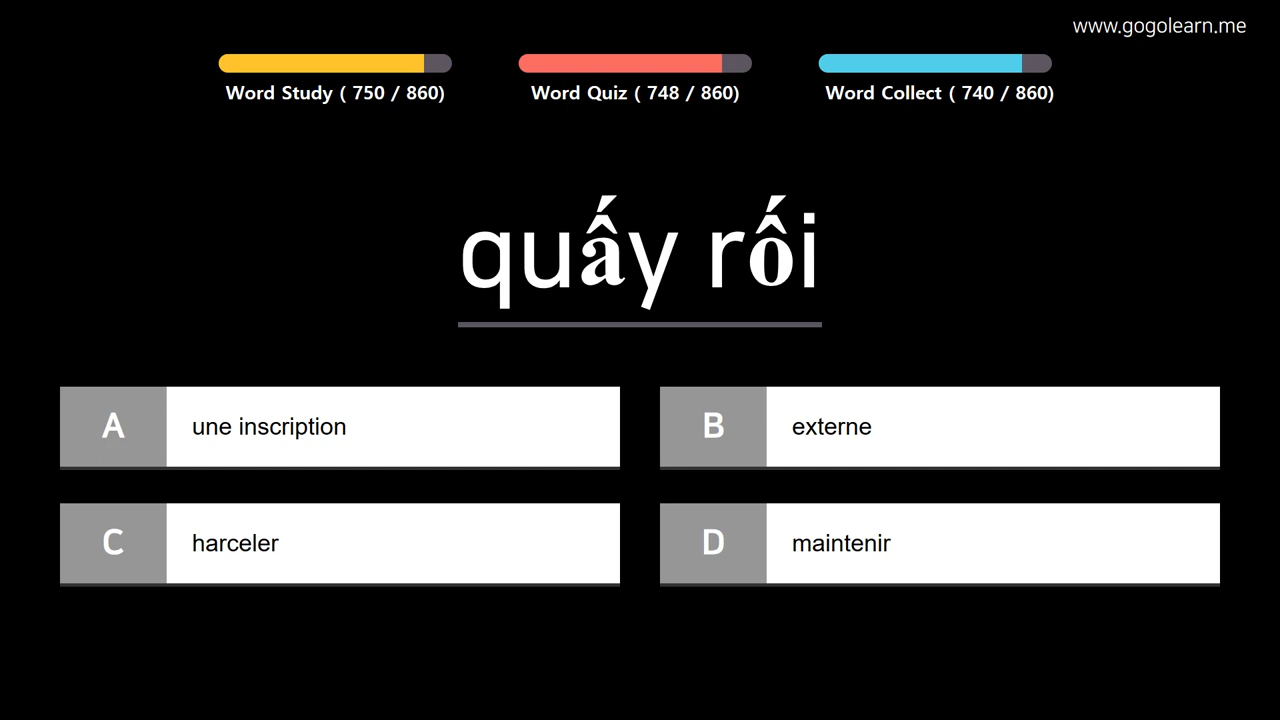 www.gogolearn.me
Word Study ( 750 / 860)
Word Quiz ( 748 / 860)
Word Collect ( 740 / 860)
quấy rối
A une inscription
B externe
C harceler
D maintenir